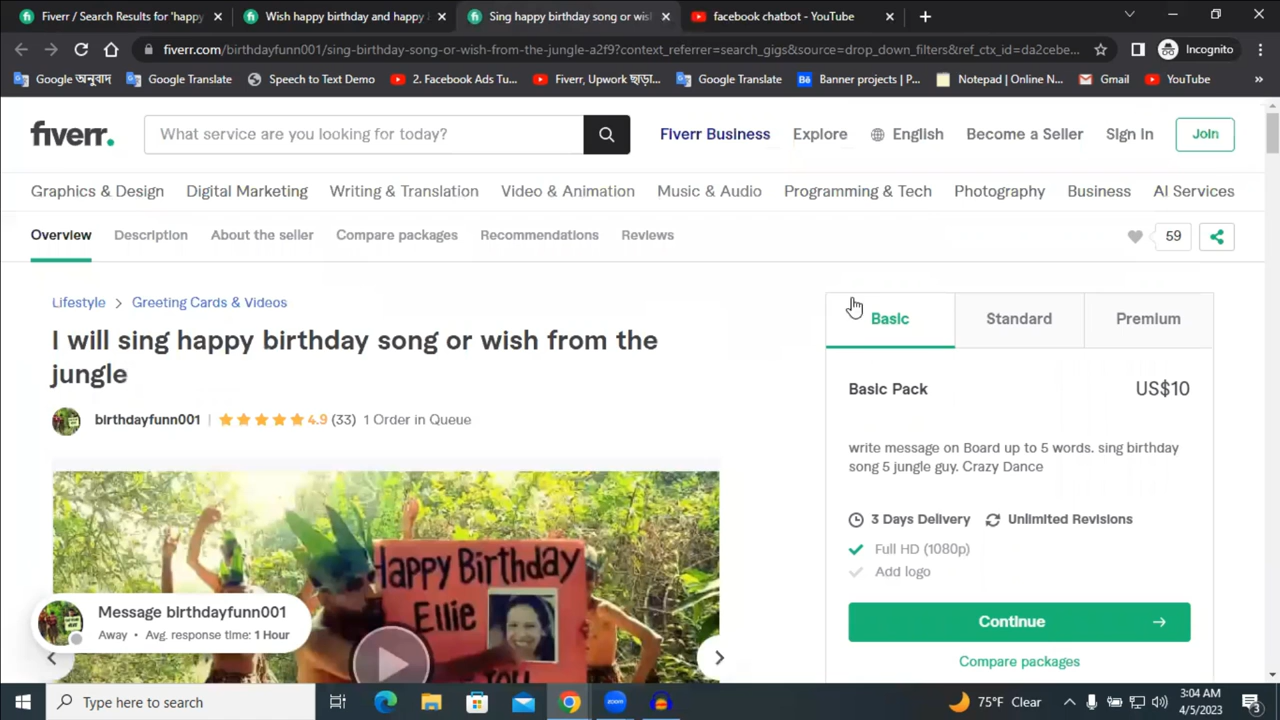 Fiverr / Search Results for 'happy
Wish happy birthday and happy
Sing happy birthday song or wis
facebook chatbot - YouTube
fiverr.com/birthdayfunn001/sing-birthday-song-or-wish-from-the-jungle-a2f9?context_referrer=search_gigs&source=drop_down_filters&ref_ctx_id=da2cebe...
Incognito
Google অনুবাদ
Google Translate
Speech to Text Demo
2. Facebook Ads Tu...
Fiverr, Upwork ছাড়া...
Google Translate
Banner projects | P...
Notepad | Online N...
Gmail
YouTube
»
fiverr.
What service are you looking for today?
Fiverr Business
Explore
English
Become a Seller
Sign In
Join
Graphics & Design
Digital Marketing
Writing & Translation
Video & Animation
Music & Audio
Programming & Tech
Photography
Business
AI Services
Overview
Description
About the seller
Compare packages
Recommendations
Reviews
59
Lifestyle > Greeting Cards & Videos
I will sing happy birthday song or wish from the
jungle
birthdayfunn001 | 4.9 (33) 1 Order in Queue
Basic
Standard
Premium
Basic Pack
US$10
write message on Board up to 5 words. sing birthday
song 5 jungle guy. Crazy Dance
3 Days Delivery
Unlimited Revisions
Full HD (1080p)
Add logo
Continue
Compare packages
Happy Birthday
Ellie
YOU
Message birthdayfunn001
Away • Avg. response time: 1 Hour
Type here to search
zoom
75°F Clear
3:04 AM
4/5/2023
3